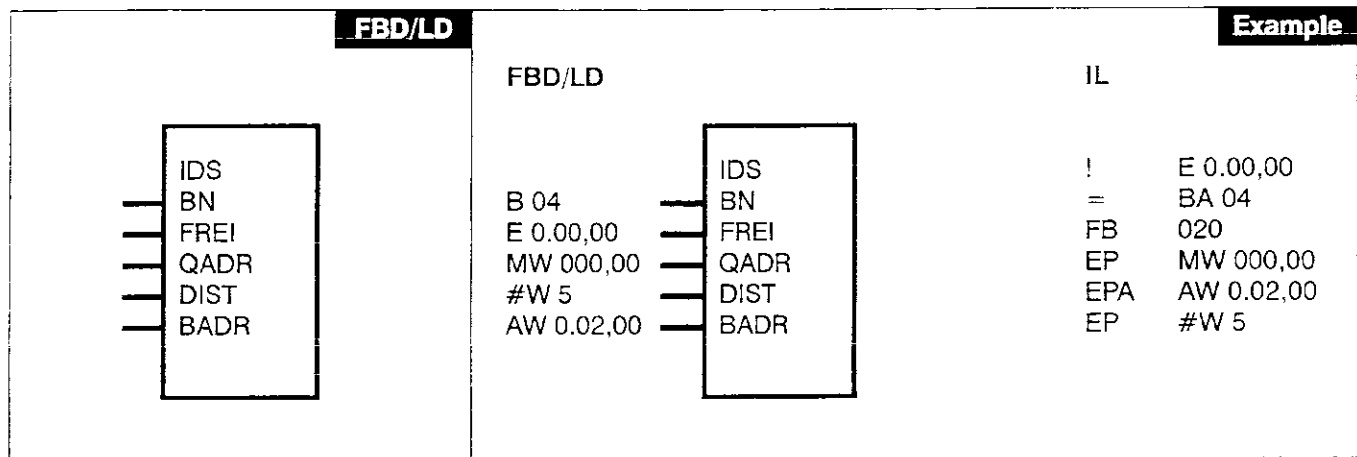 FBD/LD
IDS
BN
FREI
QADR
DIST
BADR
Example
FBD/LD
B 04
E 0.00,00
MW 000,00
#W 5
AW 0.02,00
IDS
BN
FREI
QADR
DIST
BADR
IL
! E 0.00,00
= BA 04
FB 020
EP MW 000,00
EPA AW 0.02,00
EP #W 5